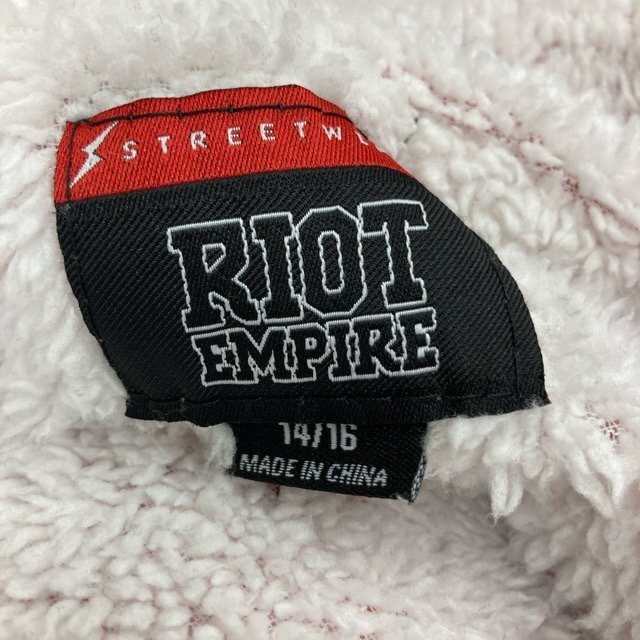 STREETW
RIOT
EMPIRE
14/16
MADE IN CHINA